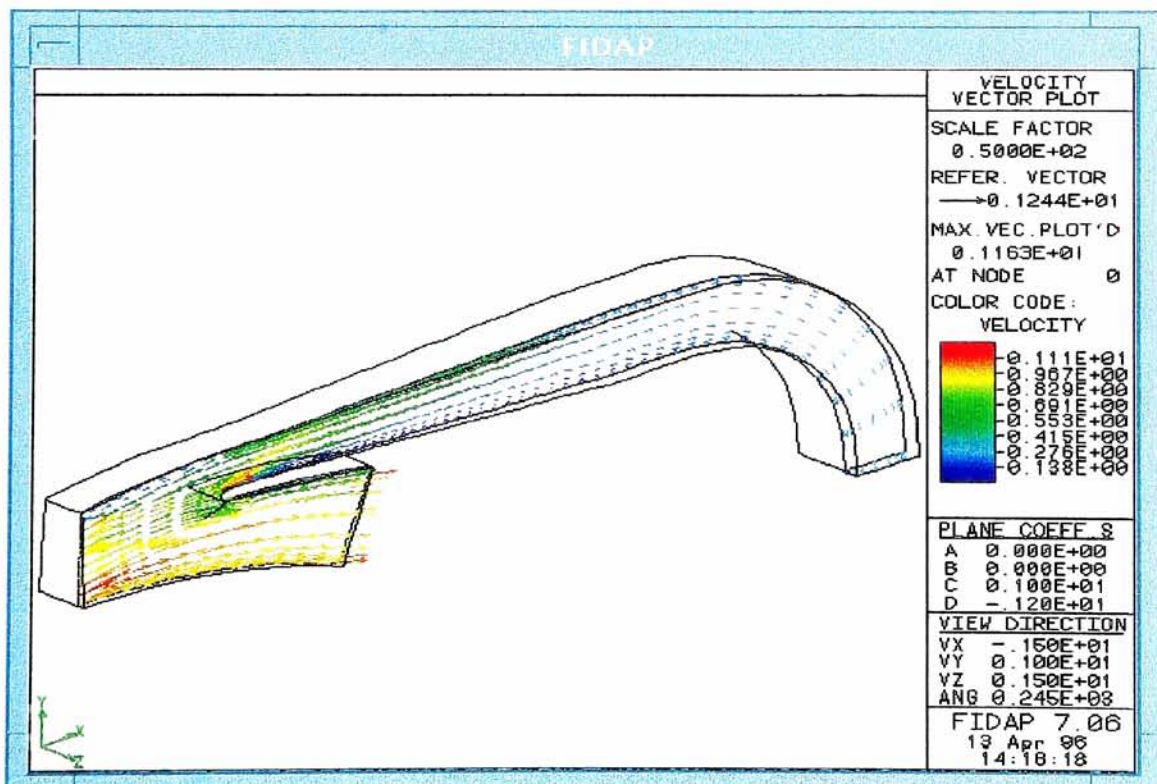 FIDAP
VELOCITY
VECTOR PLOT
SCALE FACTOR
0.5000E+02
REFER. VECTOR
0.1244E+01
MAX.VEC.PLOT'D
0.1163E+01
AT NODE 0
COLOR CODE:
VELOCITY
0.111E+01
0.967E+00
0.829E+00
0.691E+00
0.553E+00
0.415E+00
0.276E+00
0.138E+00
PLANE COEFF.S
A 0.000E+00
B 0.000E+00
C 0.100E+01
D -.120E+01
VIEW DIRECTION
VX -.150E+01
VY 0.100E+01
VZ 0.150E+01
ANG 0.245E+03
FIDAP 7.06
13 Apr 96
14:18:18
Y
X
Z